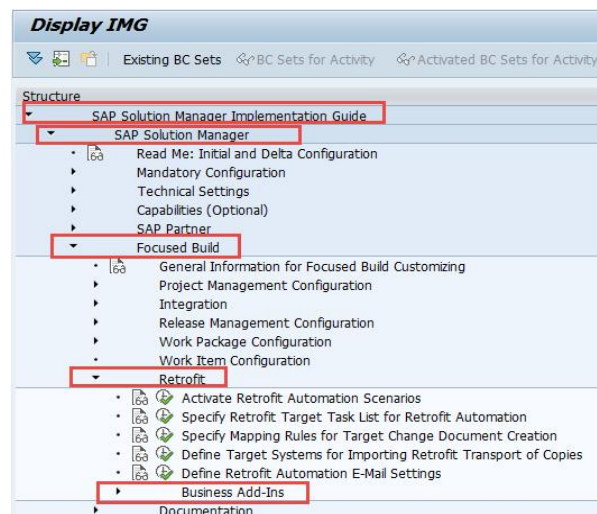 Display IMG
Existing BC Sets BC Sets for Activity Activated BC Sets for Activity
Structure
SAP Solution Manager Implementation Guide
SAP Solution Manager
Read Me: Initial and Delta Configuration
Mandatory Configuration
Technical Settings
Capabilities (Optional)
SAP Partner
Focused Build
General Information for Focused Build Customizing
Project Management Configuration
Integration
Release Management Configuration
Work Package Configuration
Work Item Configuration
Retrofit
Activate Retrofit Automation Scenarios
Specify Retrofit Target Task List for Retrofit Automation
Specify Mapping Rules for Target Change Document Creation
Define Target Systems for Importing Retrofit Transport of Copies
Define Retrofit Automation E-Mail Settings
Business Add-Ins
Documentation